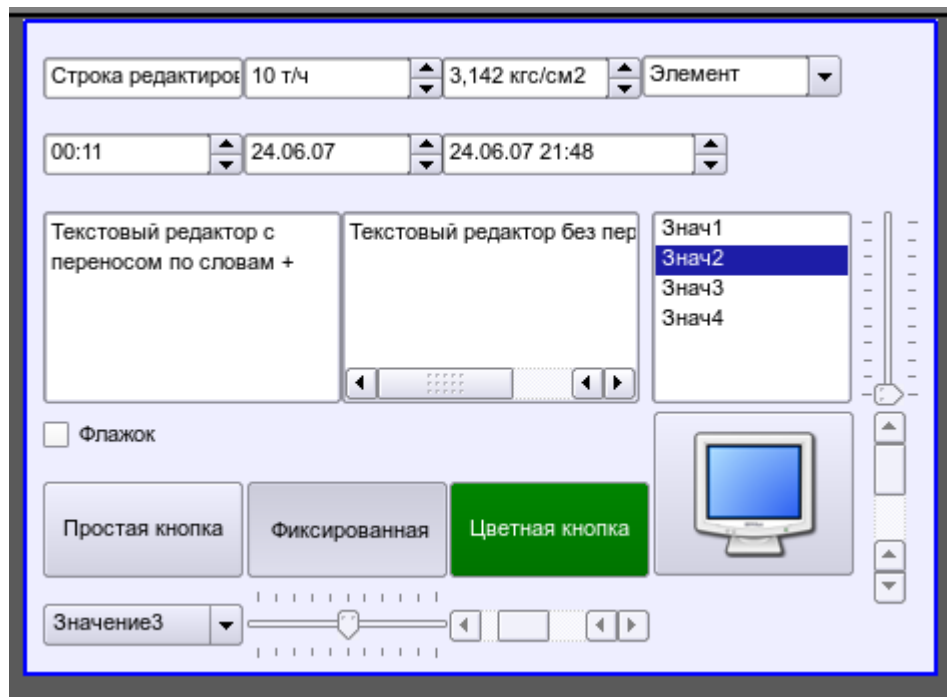 Строка редактиров
10 т/ч
3,142 кгс/см2
Элемент
00:11
24.06.07
24.06.07 21:48
Текстовый редактор с
переносом по словам +
Текстовый редактор без пер
Знач1
Знач2
Знач3
Знач4
Флажок
Простая кнопка
Фиксированная
Цветная кнопка
Значение3